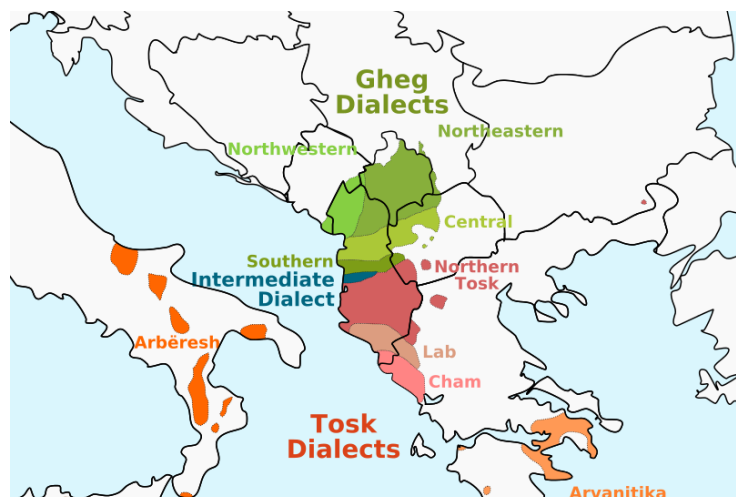 Gheg
Dialects
Northeastern
Northwestern
Central
Southern
Intermediate
Dialect
Northern
Tosk
Arbëresh
Lab
Cham
Tosk
Dialects
Arvanitika